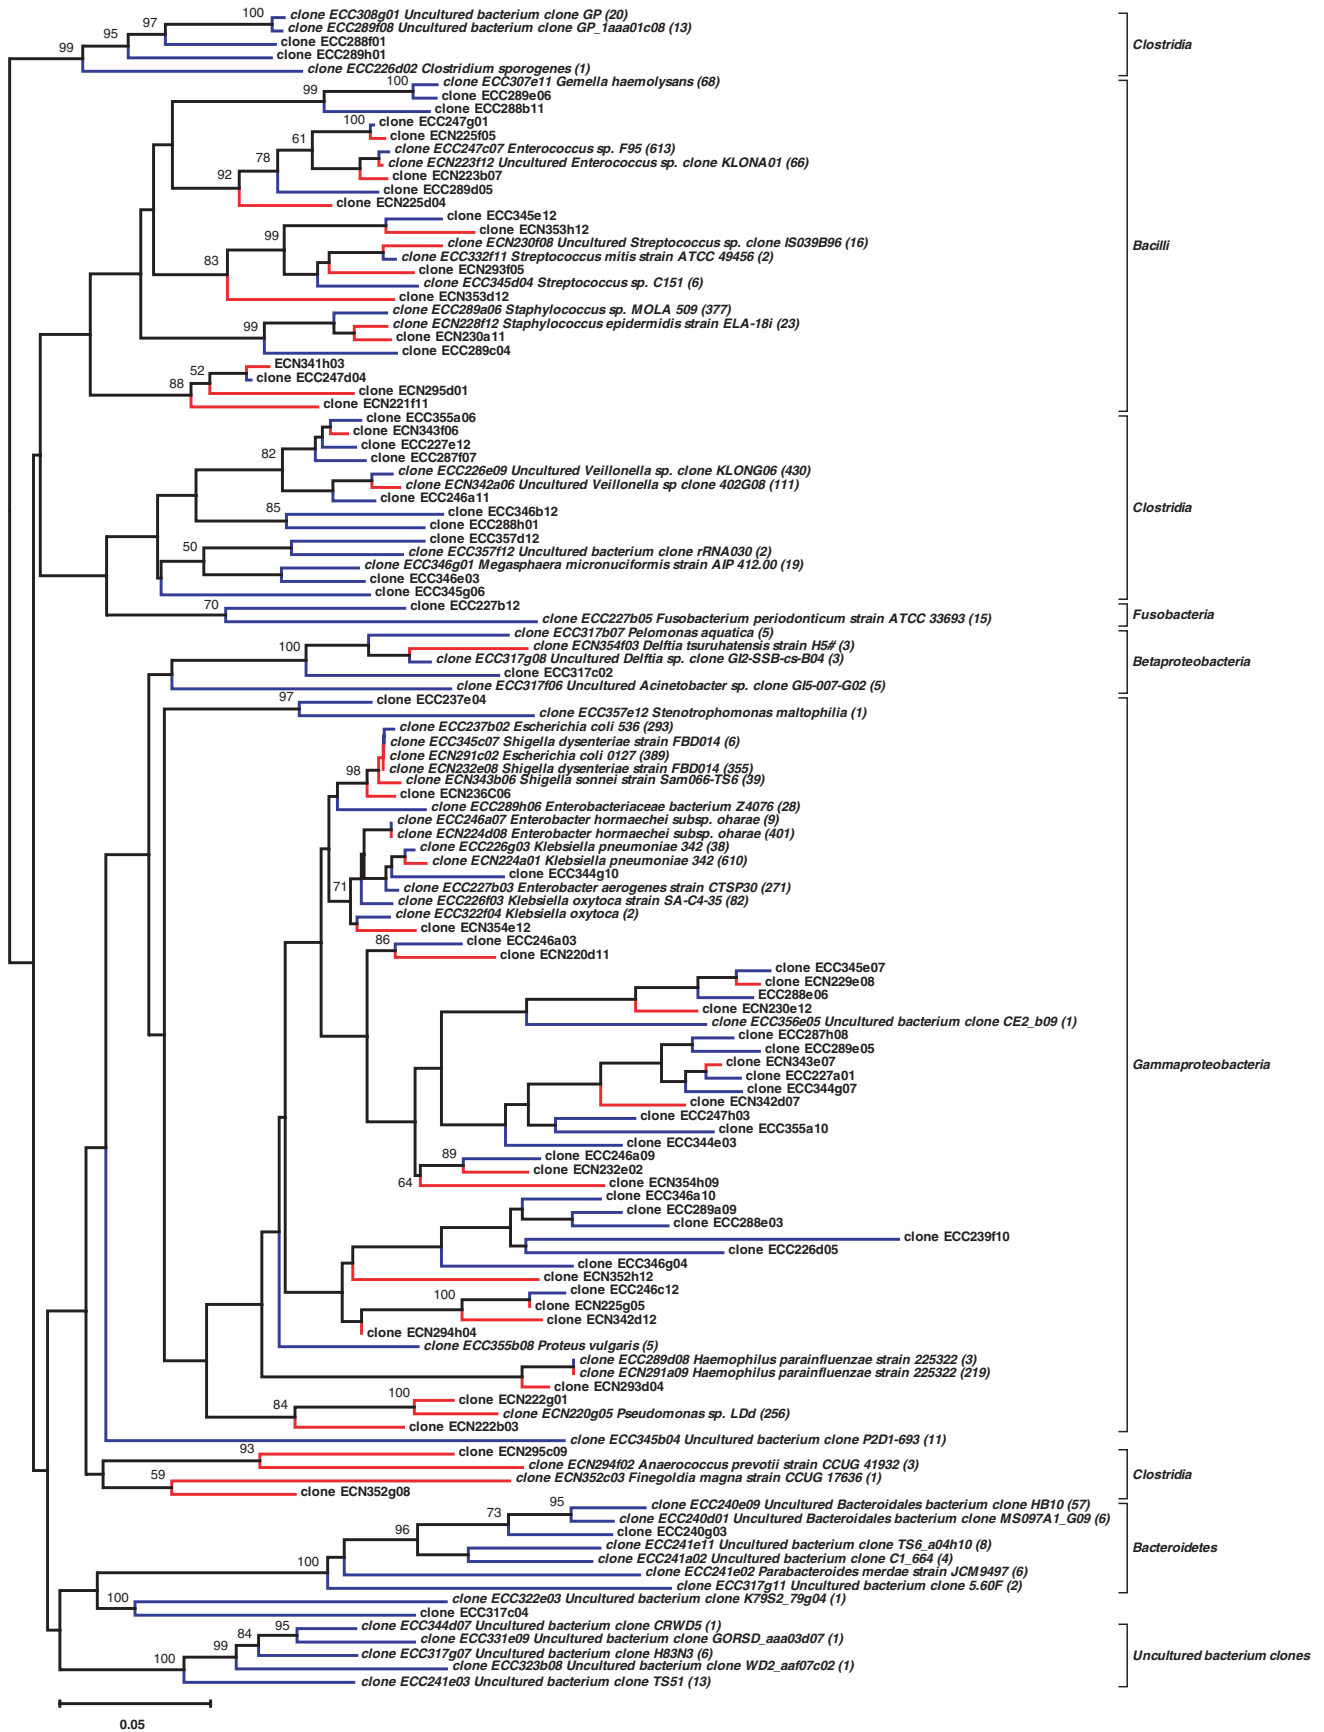 100
clone ECC308g01 Uncultured bacterium clone GP (20)
97
clone ECC289f08 Uncultured bacterium clone GP_1aaa01c08 (13)
95
clone ECC288f01
99
clone ECC289h01
Clostridia
clone ECC226d02 Clostridium sporogenes (1)
100
clone ECC307e11 Gemella haemolysans (68)
99
clone ECC289e06
clone ECC288b11
100
clone ECC247g01
61
clone ECN225f05
clone ECC247c07 Enterococcus sp. F95 (613)
78
clone ECN223f12 Uncultured Enterococcus sp. clone KLONA01 (66)
92
clone ECN223b07
clone ECC289d05
clone ECN225d04
clone ECC345e12
99
clone ECN353h12
clone ECN230f08 Uncultured Streptococcus sp. clone IS039B96 (16)
Bacilli
83
clone ECC332f11 Streptococcus mitis strain ATCC 49456 (2)
clone ECN293f05
clone ECC345d04 Streptococcus sp. C151 (6)
clone ECN353d12
clone ECC289a06 Staphylococcus sp. MOLA 509 (377)
99
clone ECN228f12 Staphylococcus epidermidis strain ELA-18i (23)
clone ECN230a11
clone ECC289c04
52
ECN341h03
88
clone ECC247d04
clone ECN295d01
clone ECN221f11
clone ECC355a06
clone ECN343f06
82
clone ECC227e12
clone ECC287f07
clone ECC226e09 Uncultured Veillonella sp. clone KLONG06 (430)
clone ECN342a06 Uncultured Veillonella sp clone 402G08 (111)
clone ECC246a11
85
clone ECC346b12
Clostridia
clone ECC288h01
50
clone ECC357d12
clone ECC357f12 Uncultured bacterium clone rRNA030 (2)
clone ECC346g01 Megasphaera micronuciformis strain AIP 412.00 (19)
clone ECC346e03
clone ECC345g06
70
clone ECC227b12
Fusobacteria
clone ECC227b05 Fusobacterium periodonticum strain ATCC 33693 (15)
clone ECC317b07 Pelomonas aquatica (5)
100
clone ECN354f03 Delftia tsuruhatensis strain H5# (3)
clone ECC317g08 Uncultured Delftia sp. clone GI2-SSB-cs-B04 (3)
Betaproteobacteria
clone ECC317c02
clone ECC317f06 Uncultured Acinetobacter sp. clone GI5-007-G02 (5)
97
clone ECC237e04
clone ECC357e12 Stenotrophomonas maltophilia (1)
clone ECC237b02 Escherichia coli 536 (293)
clone ECC345c07 Shigella dysenteriae strain FBD014 (6)
clone ECN291c02 Escherichia coli 0127 (389)
98
clone ECN232e08 Shigella dysenteriae strain FBD014 (355)
clone ECN343b06 Shigella sonnei strain Sam066-TS6 (39)
clone ECN236C06
clone ECC289h06 Enterobacteriaceae bacterium Z4076 (28)
clone ECC246a07 Enterobacter hormaechei subsp. oharae (9)
clone ECN224d08 Enterobacter hormaechei subsp. oharae (401)
clone ECC226g03 Klebsiella pneumoniae 342 (38)
clone ECN224a01 Klebsiella pneumoniae 342 (610)
clone ECC344g10
71
clone ECC227b03 Enterobacter aerogenes strain CTSP30 (271)
clone ECC226f03 Klebsiella oxytoca strain SA-C4-35 (82)
clone ECC322f04 Klebsiella oxytoca (2)
clone ECN354e12
86
clone ECC246a03
clone ECN220d11
clone ECC345e07
clone ECN229e08
ECC288e06
clone ECN230e12
clone ECC356e05 Uncultured bacterium clone CE2_b09 (1)
clone ECC287h08
clone ECC289e05
clone ECN343e07
Gammaproteobacteria
clone ECC227a01
clone ECC344g07
clone ECN342d07
clone ECC247h03
clone ECC355a10
clone ECC344e03
89
clone ECC246a09
clone ECN232e02
64
clone ECN354h09
clone ECC346a10
clone ECC289a09
clone ECC288e03
clone ECC239f10
clone ECC226d05
clone ECC346g04
clone ECN352h12
100
clone ECC246c12
clone ECN225g05
clone ECN342d12
clone ECN294h04
clone ECC355b08 Proteus vulgaris (5)
clone ECC289d08 Haemophilus parainfluenzae strain 225322 (3)
clone ECN291a09 Haemophilus parainfluenzae strain 225322 (219)
clone ECN293d04
100
clone ECN222g01
84
clone ECN220g05 Pseudomonas sp. LDd (256)
clone ECN222b03
clone ECC345b04 Uncultured bacterium clone P2D1-693 (11)
93
clone ECN295c09
clone ECN294f02 Anaerococcus prevotii strain CCUG 41932 (3)
Clostridia
59
clone ECN352c03 Finegoldia magna strain CCUG 17636 (1)
clone ECN352g08
95
clone ECC240e09 Uncultured Bacteroidales bacterium clone HB10 (57)
73
clone ECC240d01 Uncultured Bacteroidales bacterium clone MS097A1_G09 (6)
96
clone ECC240g03
clone ECC241e11 Uncultured bacterium clone TS6_a04h10 (8)
Bacteroidetes
clone ECC241a02 Uncultured bacterium clone C1_664 (4)
100
clone ECC241e02 Parabacteroides merdae strain JCM9497 (6)
clone ECC317g11 Uncultured bacterium clone 5.60F (2)
100
clone ECC322e03 Uncultured bacterium clone K79S2_79g04 (1)
clone ECC317c04
95
clone ECC344d07 Uncultured bacterium clone CRWD5 (1)
84
clone ECC331e09 Uncultured bacterium clone GORSD_aaa03d07 (1)
99
clone ECC317g07 Uncultured bacterium clone H83N3 (6)
Uncultured bacterium clones
100
clone ECC323b08 Uncultured bacterium clone WD2_aaf07c02 (1)
clone ECC241e03 Uncultured bacterium clone TS51 (13)
0.05